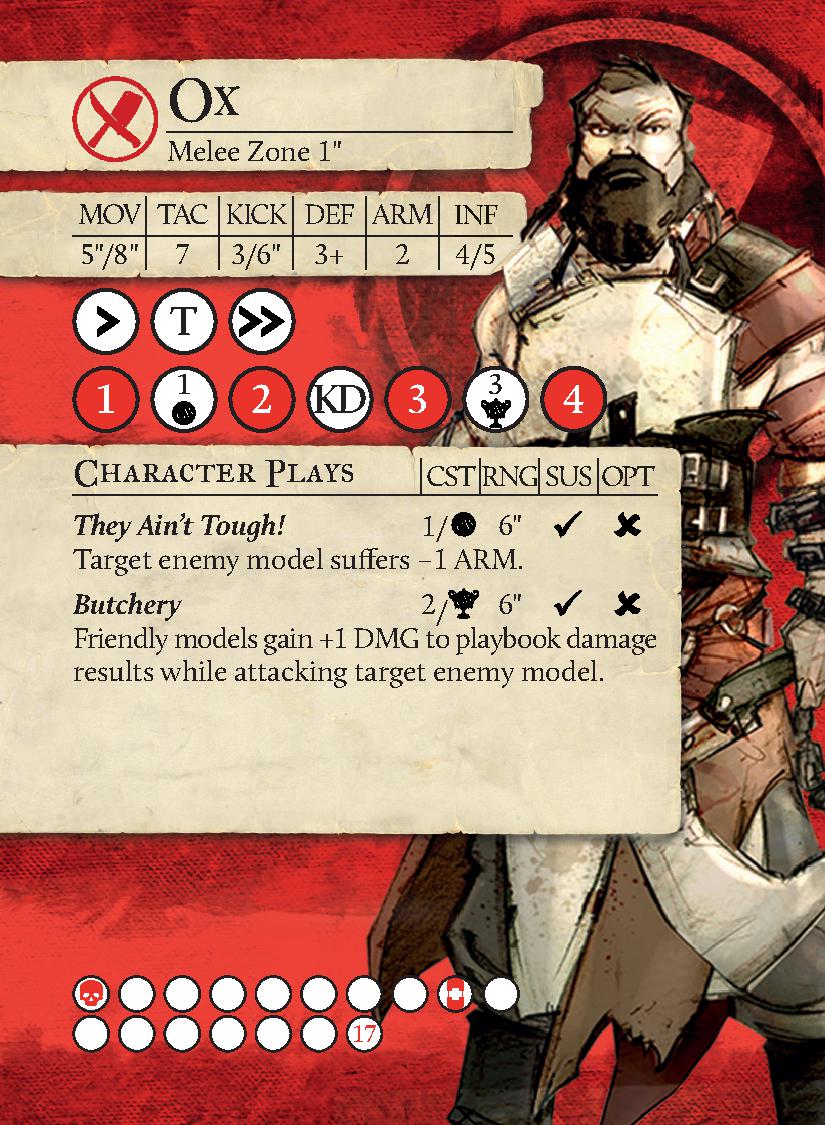 Ox
Melee Zone 1"
MOV TAC KICK DEF ARM INF
5"/8" 7 3/6" 3+ 2 4/5
> T >>
1 1 2 KD 3 3 4
Character Plays CST RNG SUS OPT
They Ain't Tough! 1/ 6" ✓ ✘
Target enemy model suffers –1 ARM.
Butchery 2/ 6" ✓ ✘
Friendly models gain +1 DMG to playbook damage
results while attacking target enemy model.
17